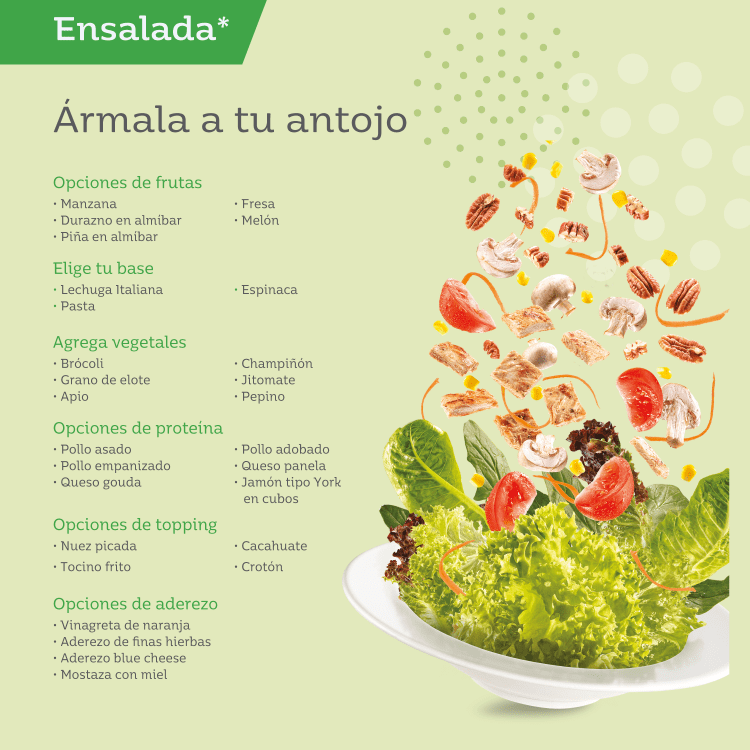 Ensalada*
Ármala a tu antojo
Opciones de frutas
• Manzana
• Durazno en almíbar
• Piña en almíbar
• Fresa
• Melón
Elige tu base
• Lechuga Italiana
• Pasta
• Espinaca
Agrega vegetales
• Brócoli
• Grano de elote
• Apio
• Champiñón
• Jitomate
• Pepino
Opciones de proteína
• Pollo asado
• Pollo empanizado
• Queso gouda
• Pollo adobado
• Queso panela
• Jamón tipo York
en cubos
Opciones de topping
• Nuez picada
• Tocino frito
• Cacahuate
• Crotón
Opciones de aderezo
• Vinagreta de naranja
• Aderezo de finas hierbas
• Aderezo blue cheese
• Mostaza con miel